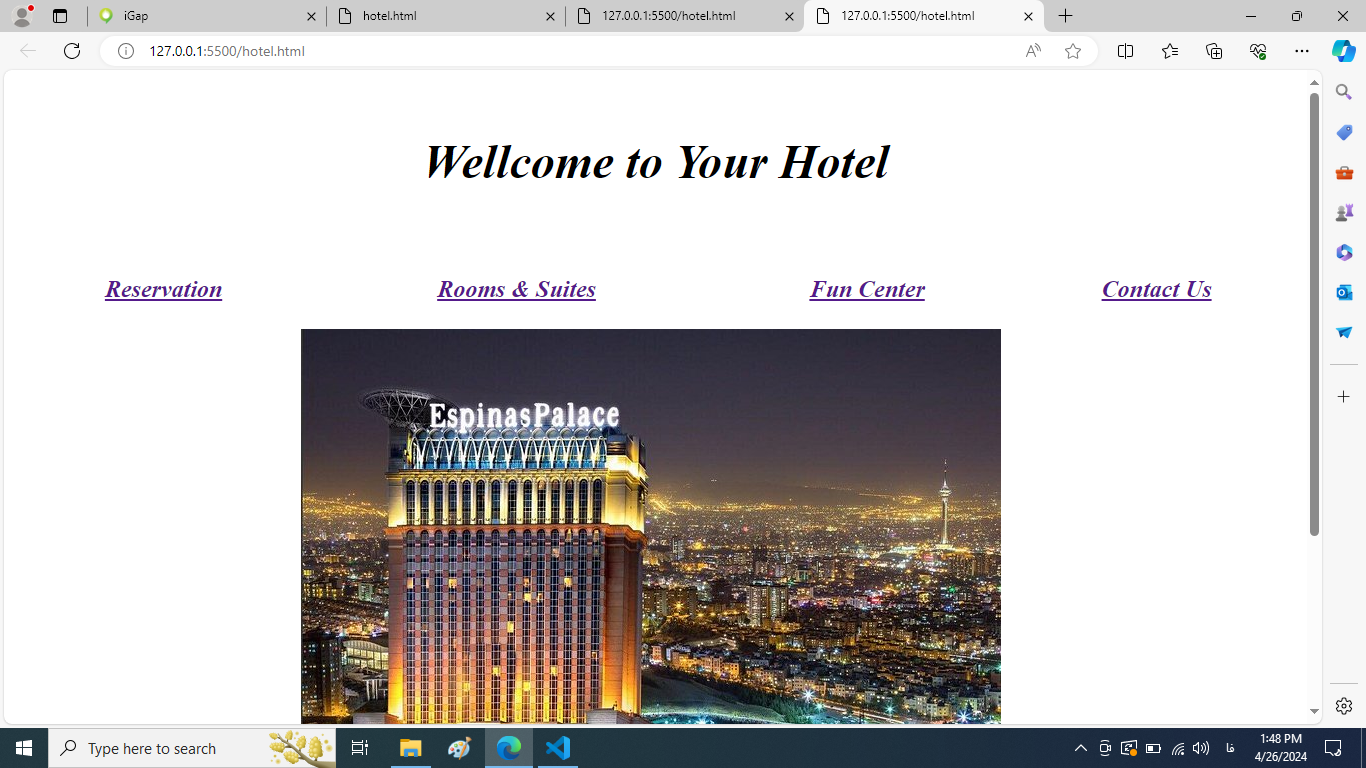 iGap
hotel.html
127.0.0.1:5500/hotel.html
127.0.0.1:5500/hotel.html
127.0.0.1:5500/hotel.html
Wellcome to Your Hotel
Reservation Rooms & Suites Fun Center Contact Us
EspinasPalace
Type here to search
فا
1:48 PM
4/26/2024